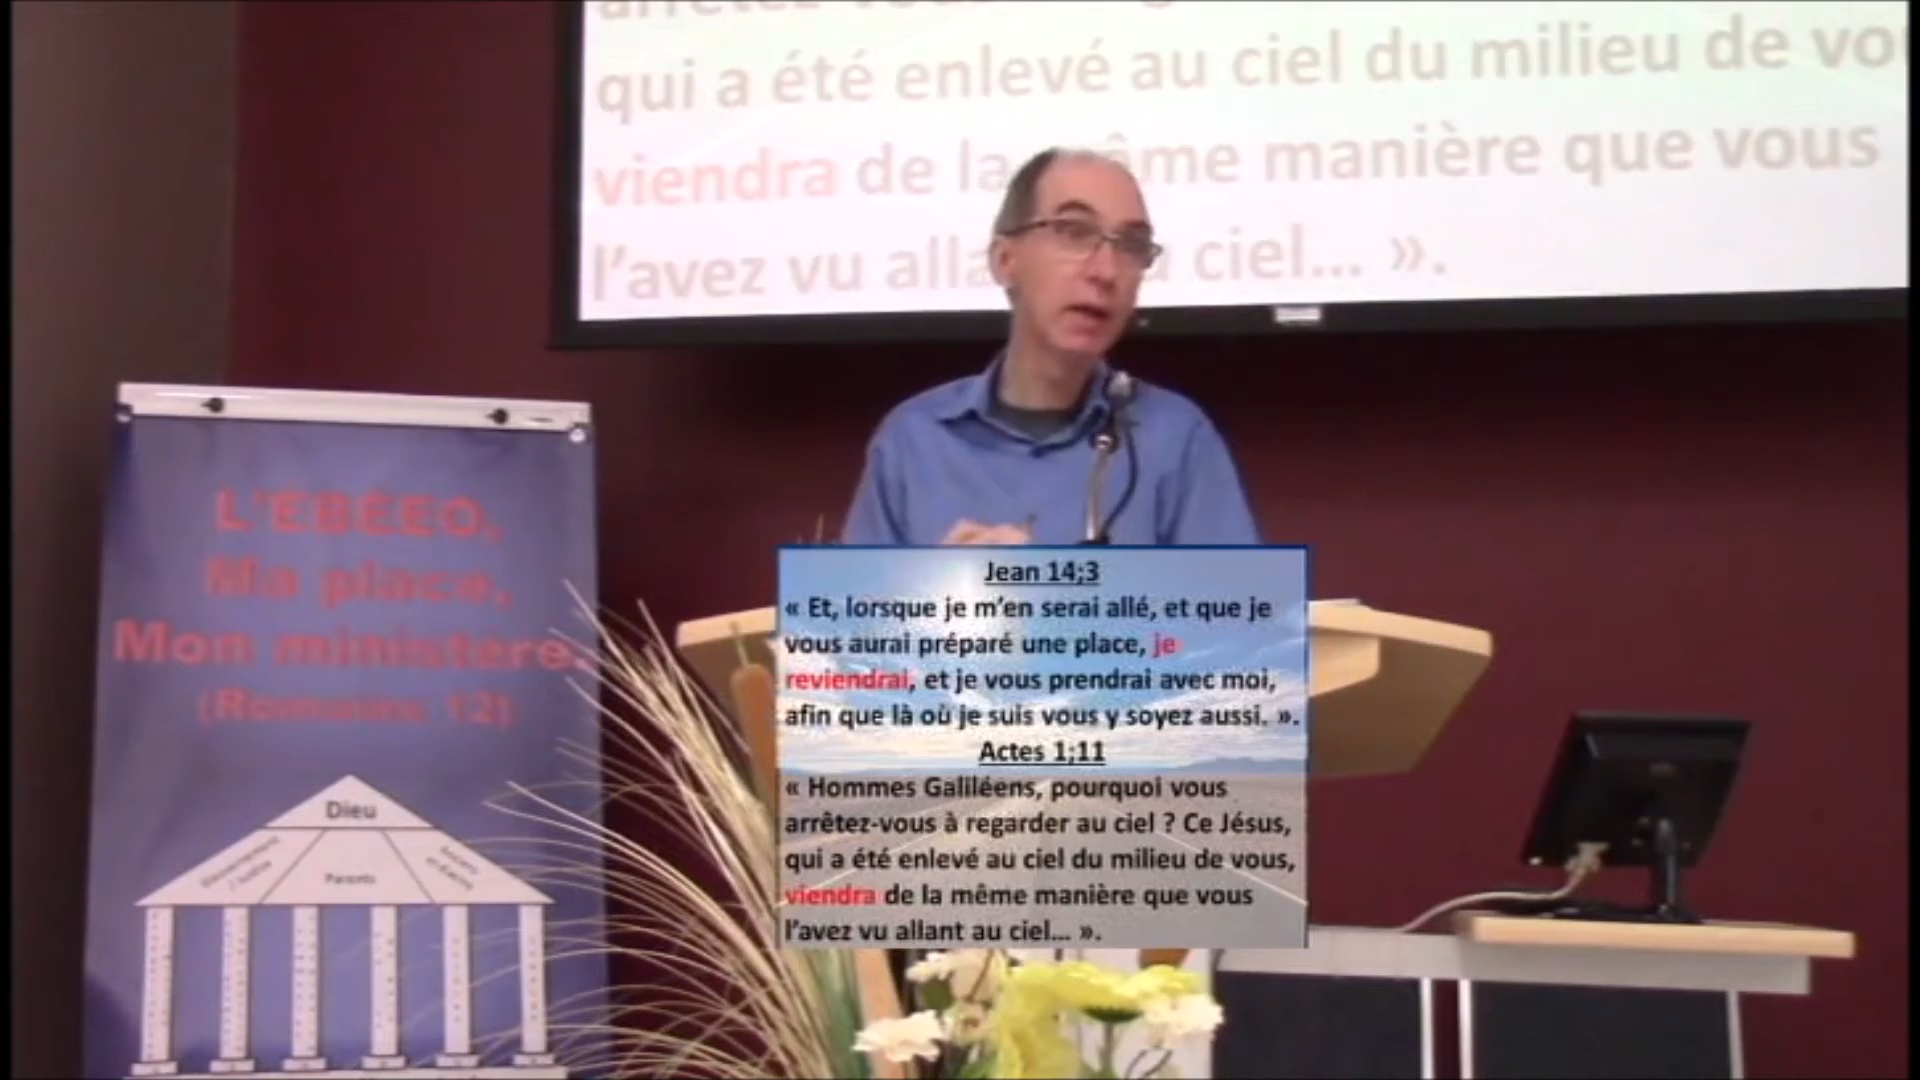 qui a été enlevé au ciel du milieu de vo
viendra de la ême manière que vous
l'avez vu alla ciel... ».
L'EBÉEO,
Ma place,
Mon ministère.
(Romains 12)
Dieu
Parents
Jean 14;3
« Et, lorsque je m'en serai allé, et que je
vous aurai préparé une place, je
reviendrai, et je vous prendrai avec moi,
afin que là où je suis vous y soyez aussi. ».
Actes 1;11
« Hommes Galiléens, pourquoi vous
arrêtez-vous à regarder au ciel ? Ce Jésus,
qui a été enlevé au ciel du milieu de vous,
viendra de la même manière que vous
l'avez vu allant au ciel... ».